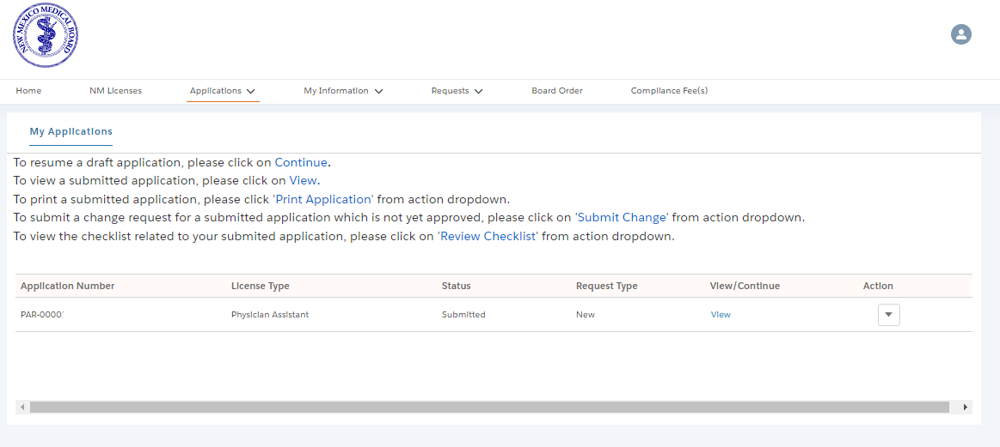 NEW MEXICO MEDICAL BOARD
Home NM Licenses Applications My Information Requests Board Order Compliance Fee(s)
My Applications
To resume a draft application, please click on Continue.
To view a submitted application, please click on View.
To print a submitted application, please click 'Print Application' from action dropdown.
To submit a change request for a submitted application which is not yet approved, please click on 'Submit Change' from action dropdown.
To view the checklist related to your submited application, please click on 'Review Checklist' from action dropdown.
Application Number License Type Status Request Type View/Continue Action
PAR-0000 Physician Assistant Submitted New View